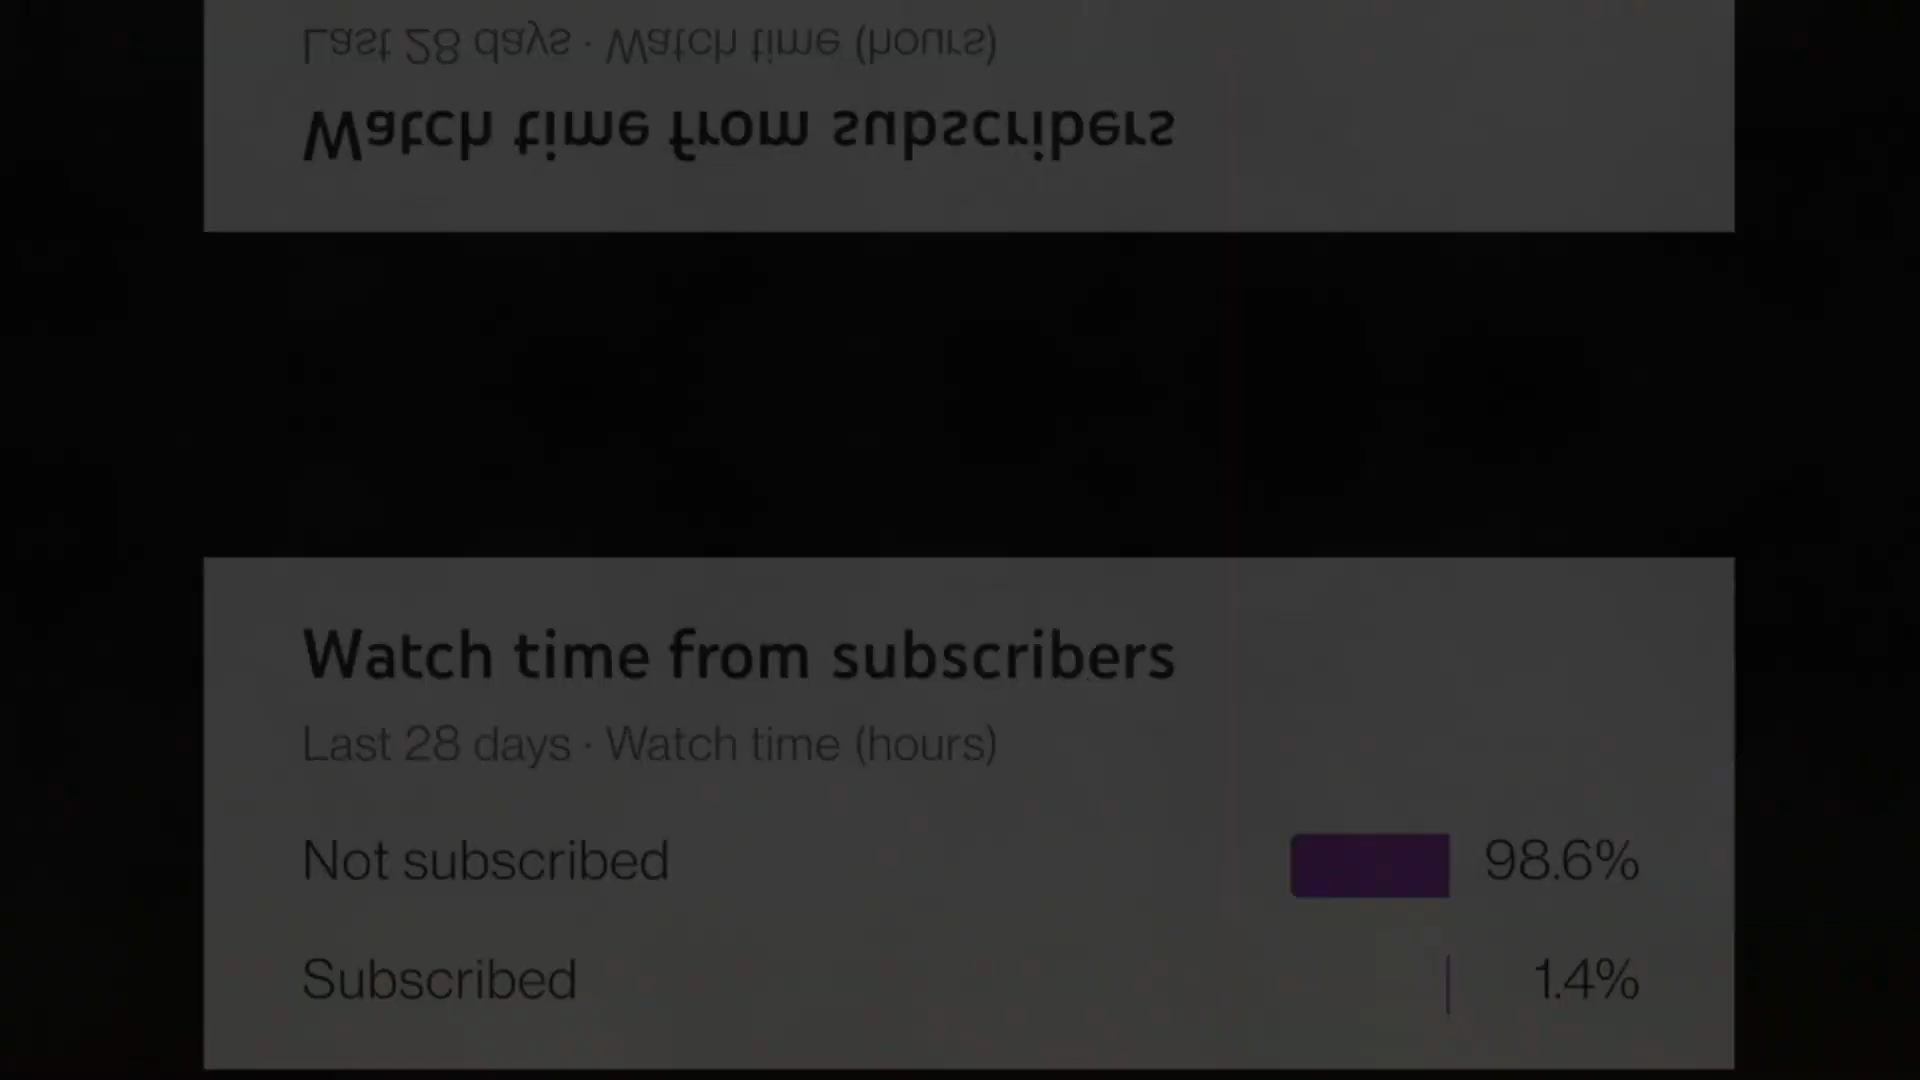 Last 28 days · Watch time (hours)
Watch time from subscribers
Watch time from subscribers
Last 28 days · Watch time (hours)
Not subscribed 98.6%
Subscribed 1.4%